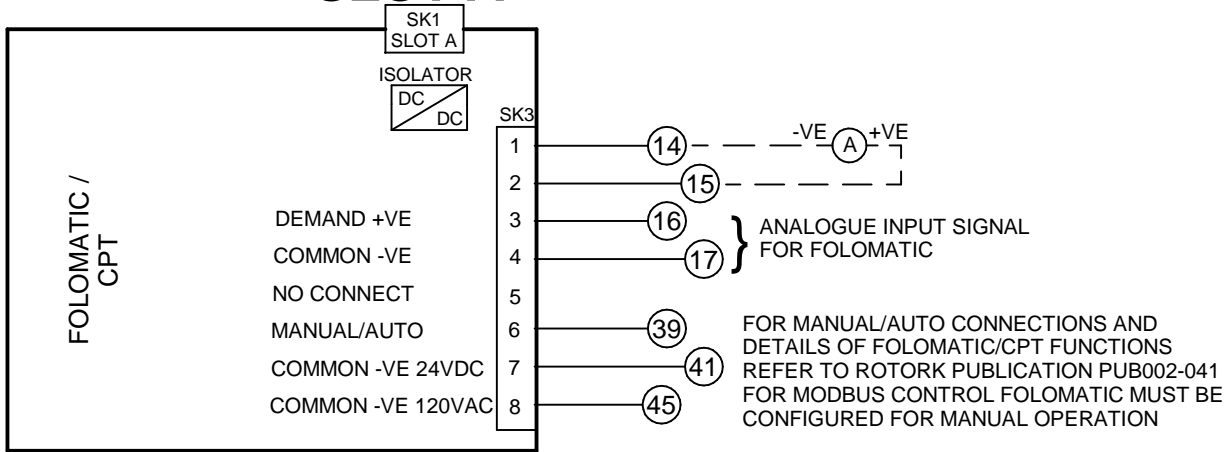 SK1
SLOT A
ISOLATOR
DC
DC
SK3
FOLOMATIC /
CPT
1
14
-VE
A
+VE
2
15
DEMAND +VE
3
16
COMMON -VE
4
17
}
ANALOGUE INPUT SIGNAL
FOR FOLOMATIC
NO CONNECT
5
MANUAL/AUTO
6
39
COMMON -VE 24VDC
7
41
COMMON -VE 120VAC
8
45
FOR MANUAL/AUTO CONNECTIONS AND
DETAILS OF FOLOMATIC/CPT FUNCTIONS
REFER TO ROTORK PUBLICATION PUB002-041
FOR MODBUS CONTROL FOLOMATIC MUST BE
CONFIGURED FOR MANUAL OPERATION